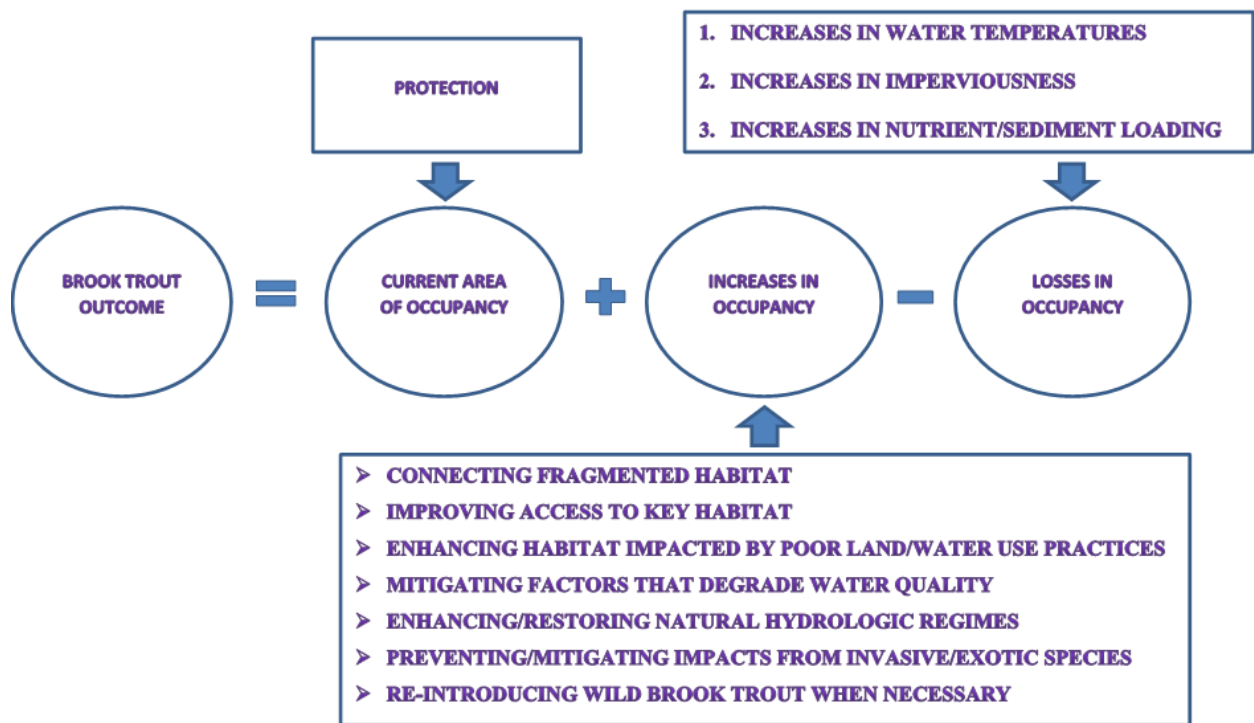 PROTECTION
1. INCREASES IN WATER TEMPERATURES
2. INCREASES IN IMPERVIOUSNESS
3. INCREASES IN NUTRIENT/SEDIMENT LOADING
BROOK TROUT
OUTCOME
=
CURRENT AREA
OF OCCUPANCY
+
INCREASES IN
OCCUPANCY
-
LOSSES IN
OCCUPANCY
➢ CONNECTING FRAGMENTED HABITAT
➢ IMPROVING ACCESS TO KEY HABITAT
➢ ENHANCING HABITAT IMPACTED BY POOR LAND/WATER USE PRACTICES
➢ MITIGATING FACTORS THAT DEGRADE WATER QUALITY
➢ ENHANCING/RESTORING NATURAL HYDROLOGIC REGIMES
➢ PREVENTING/MITIGATING IMPACTS FROM INVASIVE/EXOTIC SPECIES
➢ RE-INTRODUCING WILD BROOK TROUT WHEN NECESSARY